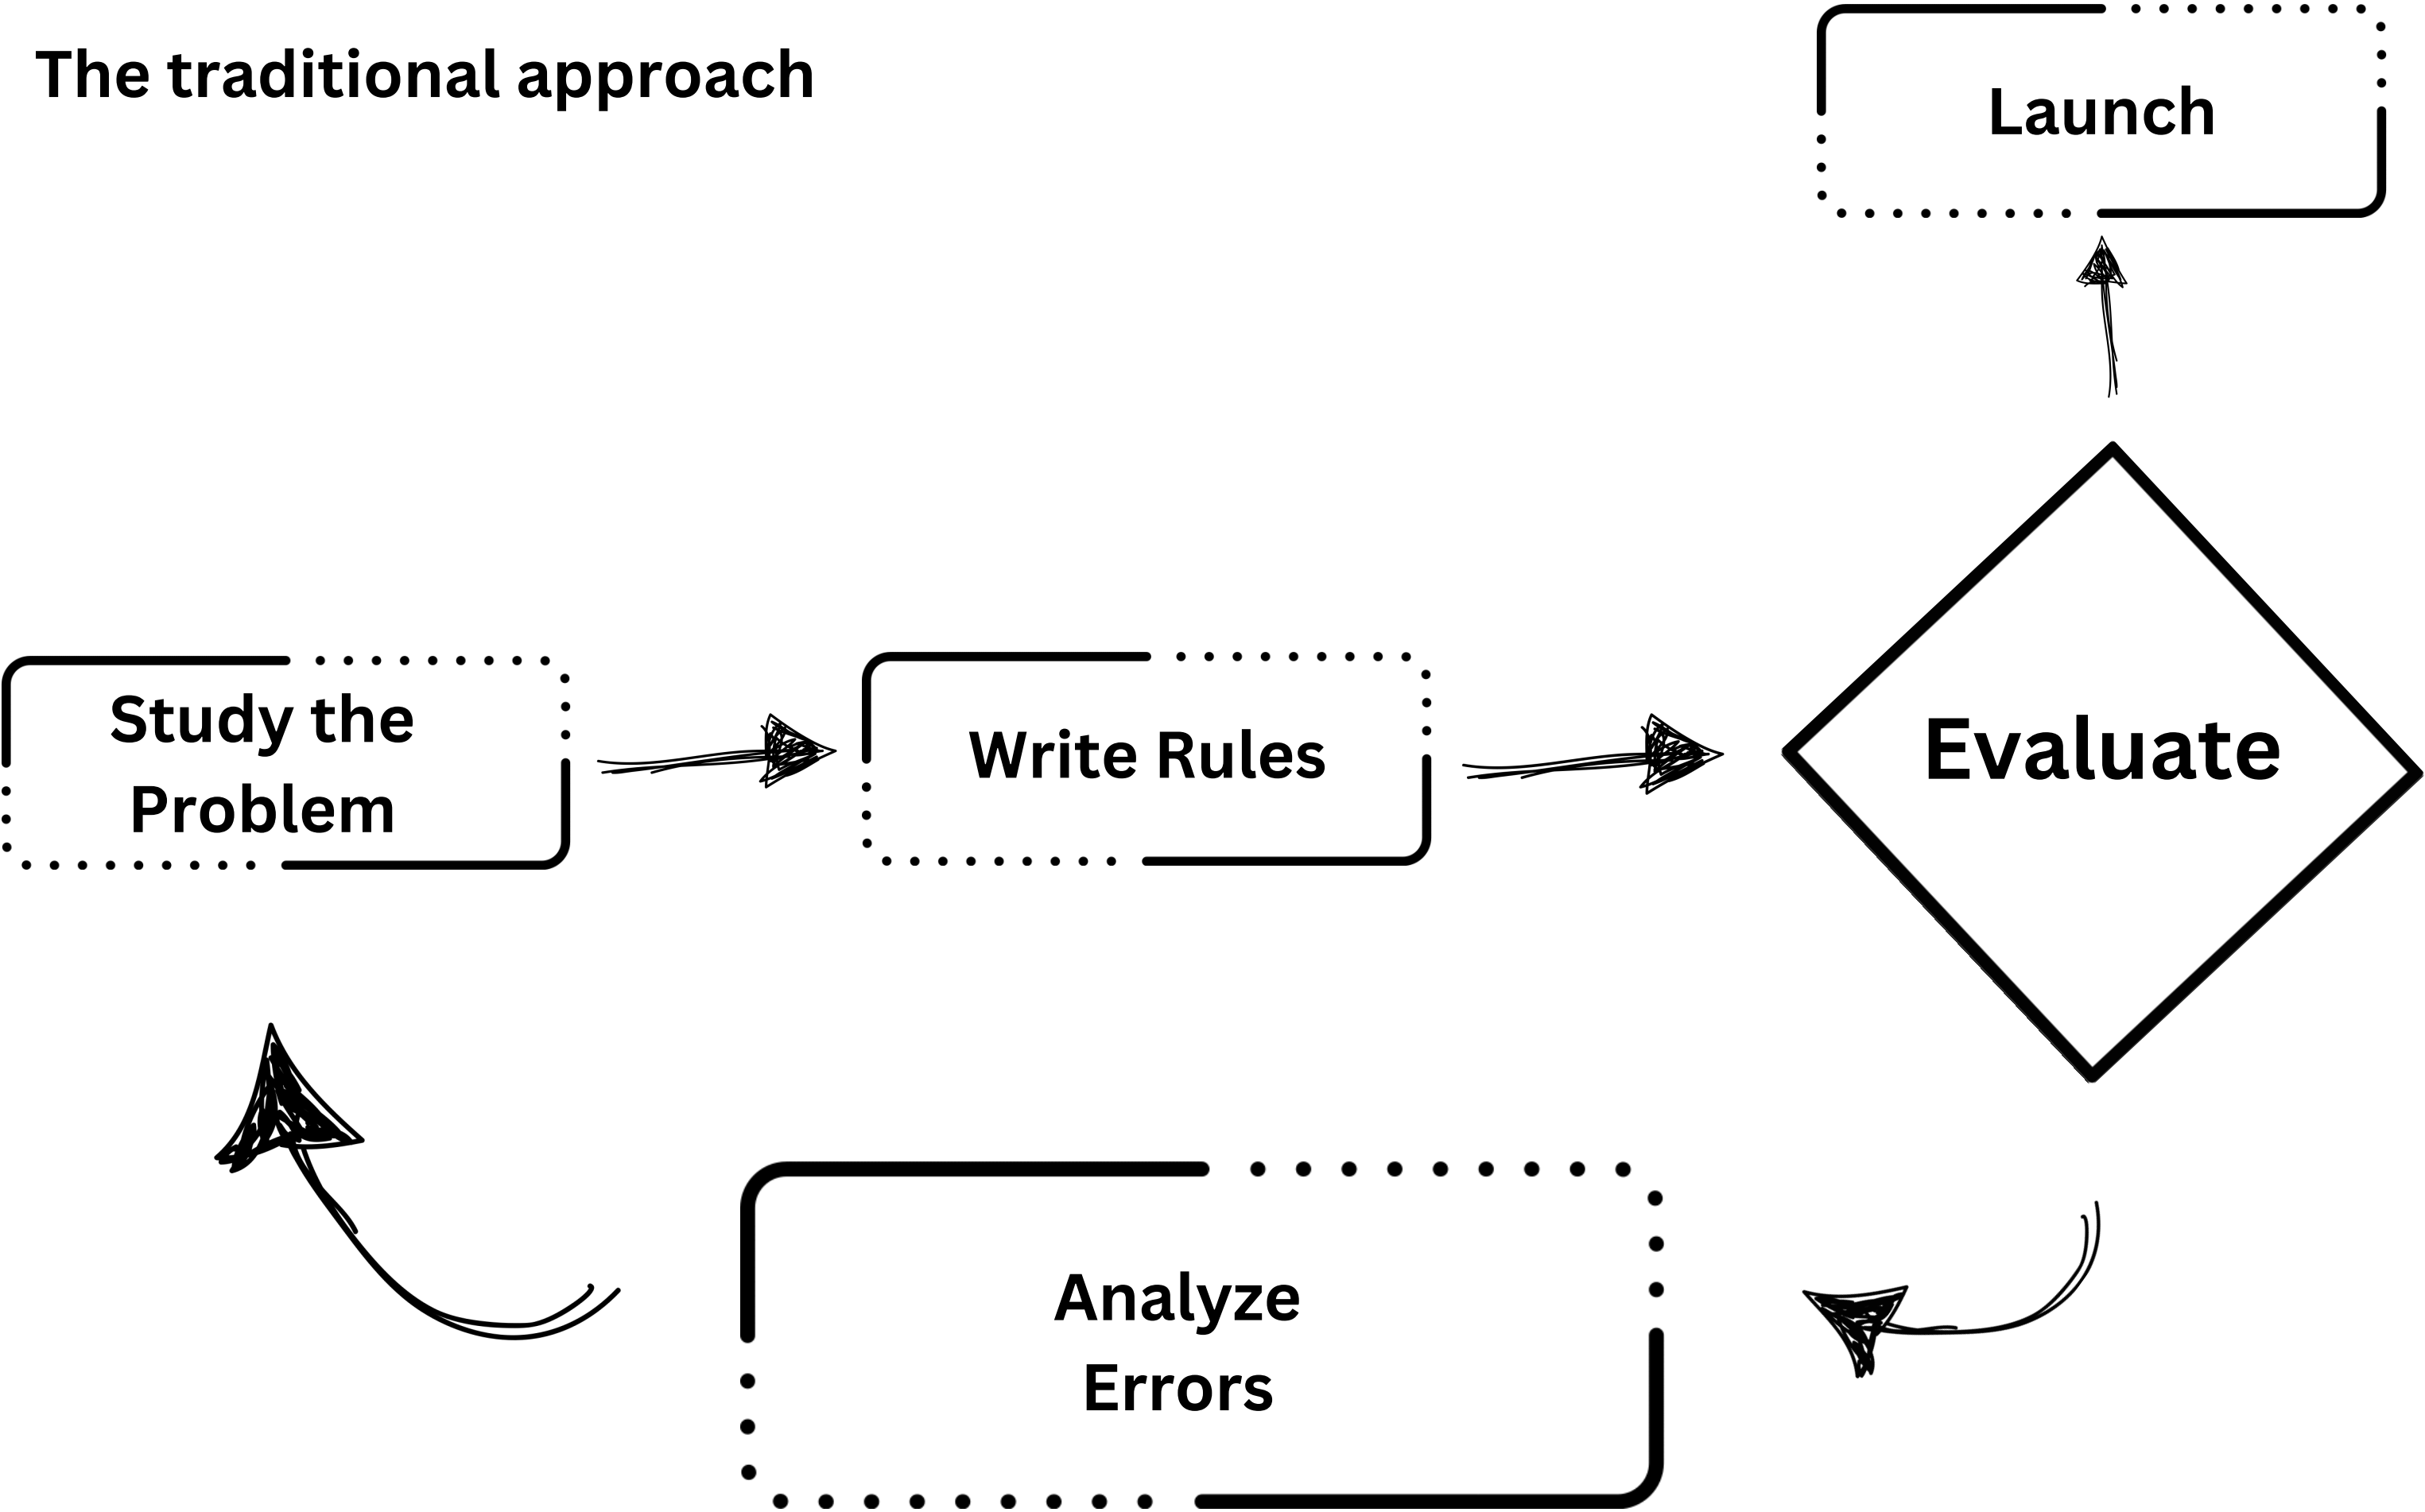 The traditional approach
Launch
Study the
Problem
Write Rules
Evaluate
Analyze
Errors